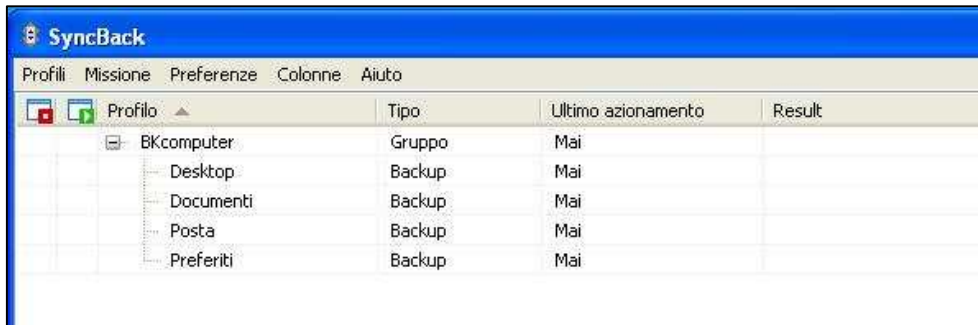 SyncBack
Profili Missione Preferenze Colonne Aiuto
Profilo Tipo Ultimo azionamento Result
BKcomputer Gruppo Mai
Desktop Backup Mai
Documenti Backup Mai
Posta Backup Mai
Preferiti Backup Mai